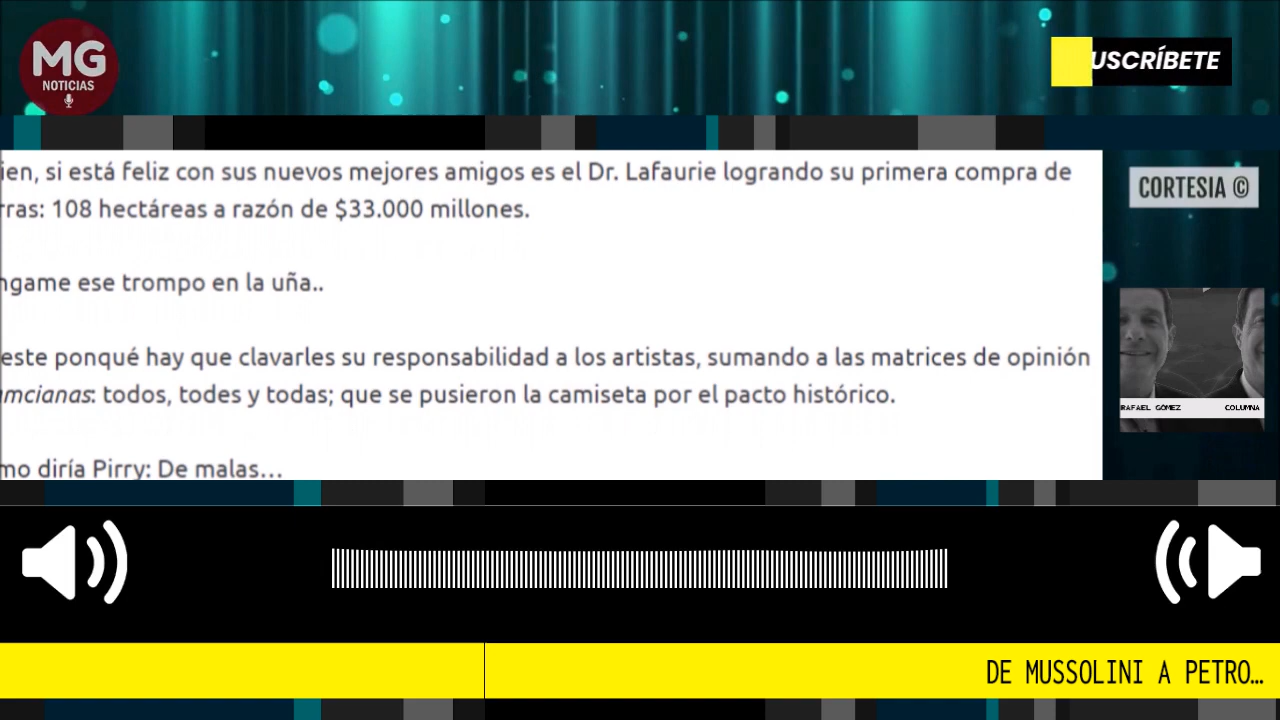 MG
NOTICIAS
USCRÍBETE
ien, si está feliz con sus nuevos mejores amigos es el Dr. Lafaurie logrando su primera compra de
rras: 108 hectáreas a razón de $33.000 millones.
CORTESIA ©
ngame ese trompo en la uña..
este ponqué hay que clavarles su responsabilidad a los artistas, sumando a las matrices de opinión
mcianas: todos, todes y todas; que se pusieron la camiseta por el pacto histórico.
RAFAEL GÓMEZ COLUMNA
mo diría Pirry: De malas...
DE MUSSOLINI A PETRO...